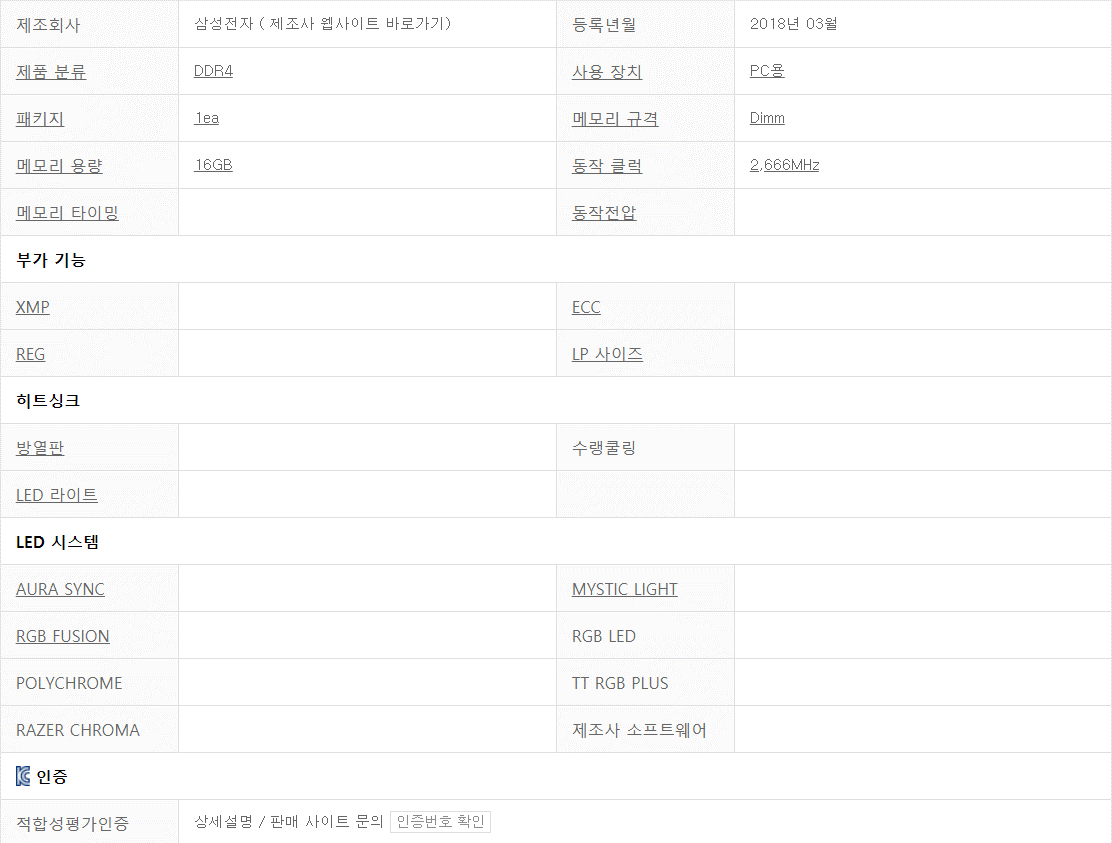 제조회사 삼성전자 ( 제조사 웹사이트 바로가기) 등록년월 2018년 03월
제품 분류 DDR4 사용 장치 PC용
패키지 1ea 메모리 규격 Dimm
메모리 용량 16GB 동작 클럭 2,666MHz
메모리 타이밍 동작전압
부가 기능
XMP ECC
REG LP 사이즈
히트싱크
방열판 수랭쿨링
LED 라이트
LED 시스템
AURA SYNC MYSTIC LIGHT
RGB FUSION RGB LED
POLYCHROME TT RGB PLUS
RAZER CHROMA 제조사 소프트웨어
KC 인증
적합성평가인증 상세설명 / 판매 사이트 문의 인증번호 확인